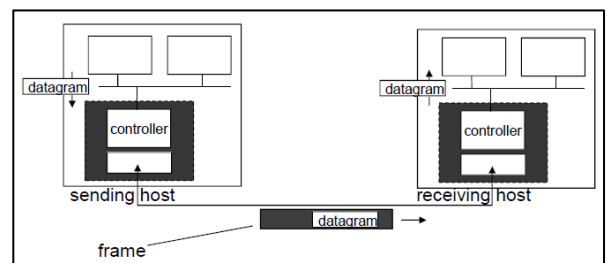 datagram
controller
sending host
datagram
controller
receiving host
datagram
frame